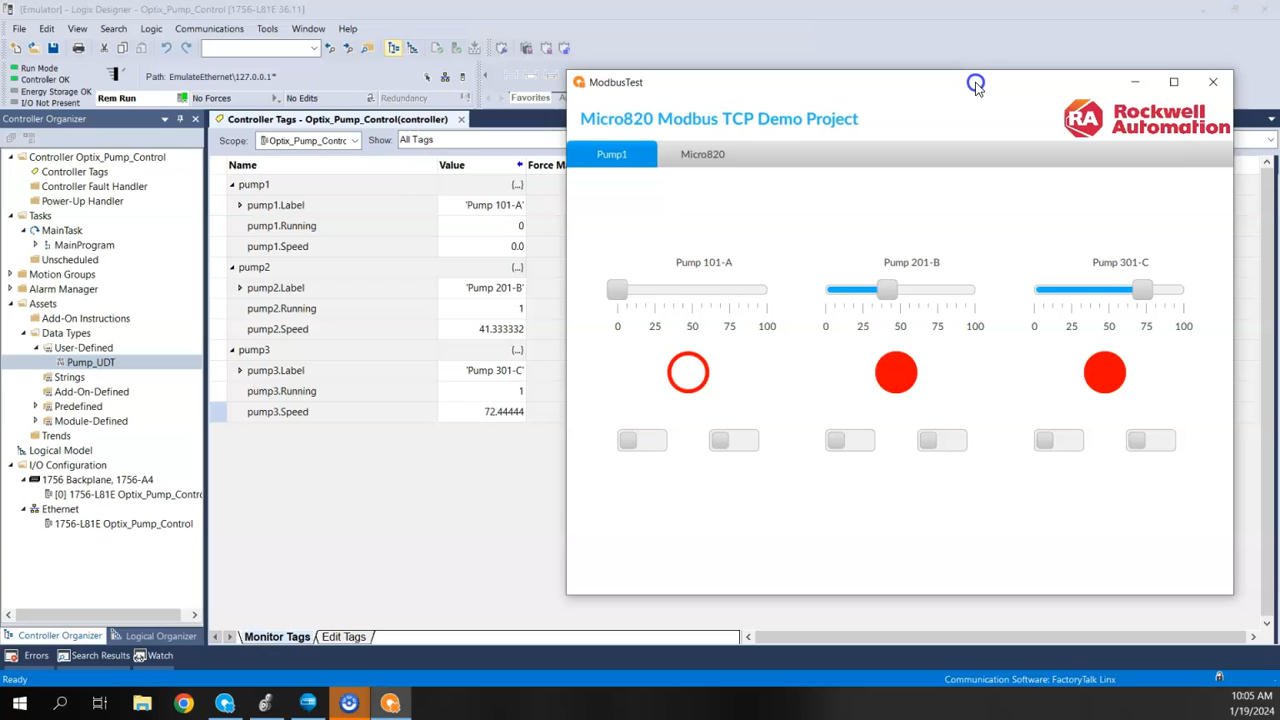 [Emulator] - Logix Designer - Optix_Pump_Control [1756-L81E 36.11]
File Edit View Search Logic Communications Tools Window Help
Run Mode
Controller OK
Energy Storage OK
I/O Not Present
Path: EmulateEthernet\127.0.0.1*
Rem Run No Forces No Edits Redundancy
Favorites
Controller Organizer
Controller Optix_Pump_Control
Controller Tags
Controller Fault Handler
Power-Up Handler
Tasks
MainTask
MainProgram
Unscheduled
Motion Groups
Alarm Manager
Assets
Add-On Instructions
Data Types
User-Defined
Pump_UDT
Strings
Add-On-Defined
Predefined
Module-Defined
Trends
Logical Model
I/O Configuration
1756 Backplane, 1756-A4
[0] 1756-L81E Optix_Pump_Contro
Ethernet
1756-L81E Optix_Pump_Control
Controller Organizer Logical Organizer
Controller Tags - Optix_Pump_Control(controller)
Scope: Optix_Pump_Contro Show: All Tags
Name Value Force M
pump1 {...}
pump1.Label 'Pump 101-A'
pump1.Running 0
pump1.Speed 0.0
pump2 {...}
pump2.Label 'Pump 201-B'
pump2.Running 1
pump2.Speed 41.333332
pump3 {...}
pump3.Label 'Pump 301-C'
pump3.Running 1
pump3.Speed 72.44444
Monitor Tags Edit Tags
ModbusTest
Micro820 Modbus TCP Demo Project
RA Rockwell Automation
Pump1 Micro820
Pump 101-A Pump 201-B Pump 301-C
0 25 50 75 100 0 25 50 75 100 0 25 50 75 100
Errors Search Results Watch
Ready Communication Software: FactoryTalk Linx
10:05 AM
1/19/2024